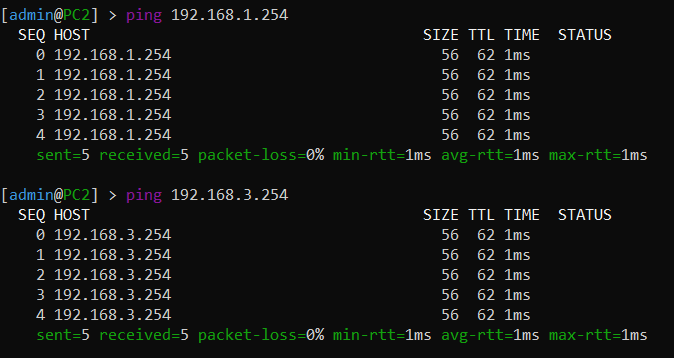 [admin@PC2] > ping 192.168.1.254
SEQ HOST SIZE TTL TIME STATUS
0 192.168.1.254 56 62 1ms
1 192.168.1.254 56 62 1ms
2 192.168.1.254 56 62 1ms
3 192.168.1.254 56 62 1ms
4 192.168.1.254 56 62 1ms
sent=5 received=5 packet-loss=0% min-rtt=1ms avg-rtt=1ms max-rtt=1ms
[admin@PC2] > ping 192.168.3.254
SEQ HOST SIZE TTL TIME STATUS
0 192.168.3.254 56 62 1ms
1 192.168.3.254 56 62 1ms
2 192.168.3.254 56 62 1ms
3 192.168.3.254 56 62 1ms
4 192.168.3.254 56 62 1ms
sent=5 received=5 packet-loss=0% min-rtt=1ms avg-rtt=1ms max-rtt=1ms